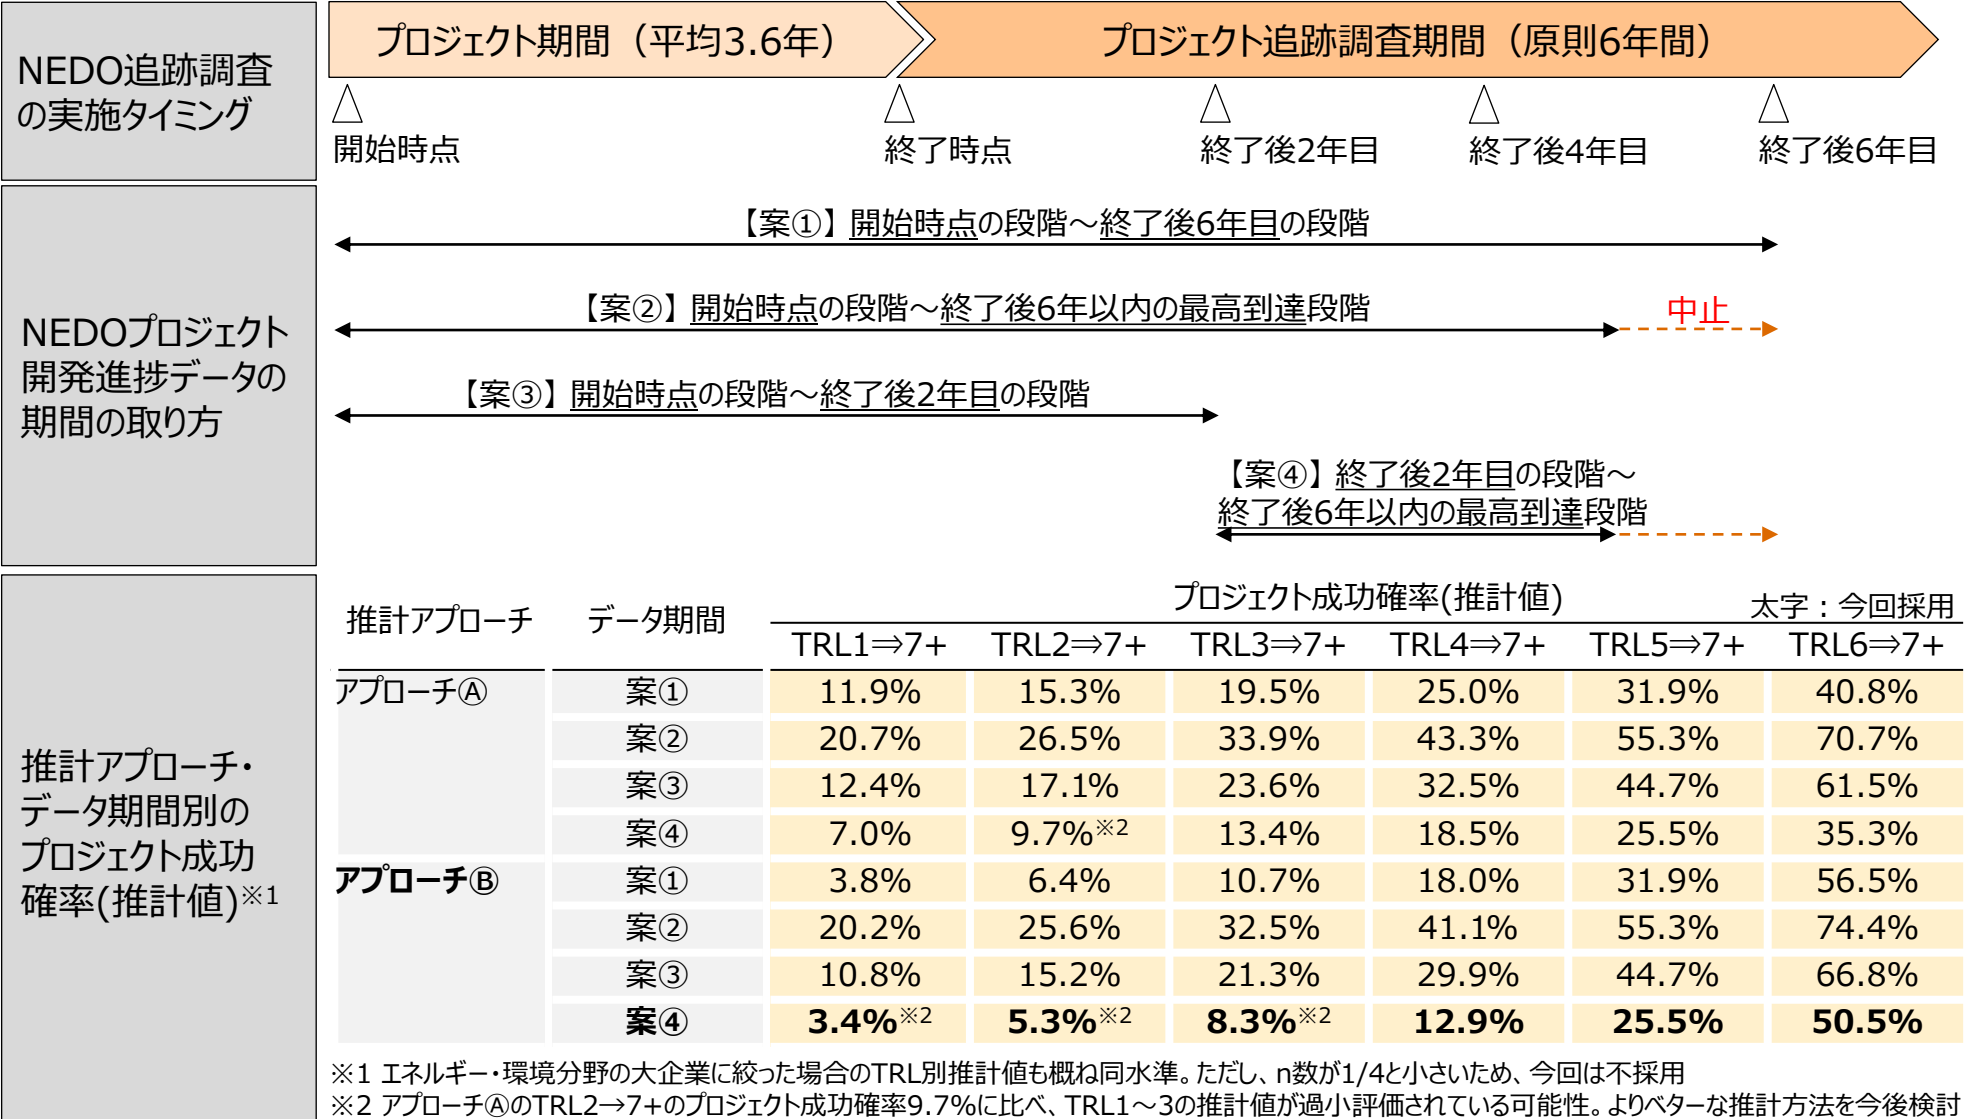 NEDO追跡調査
の実施タイミング
プロジェクト期間（平均3.6年）
プロジェクト追跡調査期間（原則6年間）
開始時点
終了時点
終了後2年目
終了後4年目
終了後6年目
NEDOプロジェクト
開発進捗データの
期間の取り方
【案①】開始時点の段階～終了後6年目の段階
【案②】開始時点の段階～終了後6年以内の最高到達段階
中止
【案③】開始時点の段階～終了後2年目の段階
【案④】終了後2年目の段階～
終了後6年以内の最高到達段階
推計アプローチ・
データ期間別の
プロジェクト成功
確率(推計値)※1
推計アプローチ データ期間 プロジェクト成功確率(推計値) 太字：今回採用
TRL1⇒7+ TRL2⇒7+ TRL3⇒7+ TRL4⇒7+ TRL5⇒7+ TRL6⇒7+
アプローチⒶ 案① 11.9% 15.3% 19.5% 25.0% 31.9% 40.8%
案② 20.7% 26.5% 33.9% 43.3% 55.3% 70.7%
案③ 12.4% 17.1% 23.6% 32.5% 44.7% 61.5%
案④ 7.0% 9.7%※2 13.4% 18.5% 25.5% 35.3%
アプローチⒷ 案① 3.8% 6.4% 10.7% 18.0% 31.9% 56.5%
案② 20.2% 25.6% 32.5% 41.1% 55.3% 74.4%
案③ 10.8% 15.2% 21.3% 29.9% 44.7% 66.8%
案④ 3.4%※2 5.3%※2 8.3%※2 12.9% 25.5% 50.5%
※1 エネルギー・環境分野の大企業に絞った場合のTRL別推計値も概ね同水準。ただし、n数が1/4と小さいため、今回は不採用
※2 アプローチⒶのTRL2→7+のプロジェクト成功確率9.7%に比べ、TRL1～3の推計値が過小評価されている可能性。よりベターな推計方法を今後検討